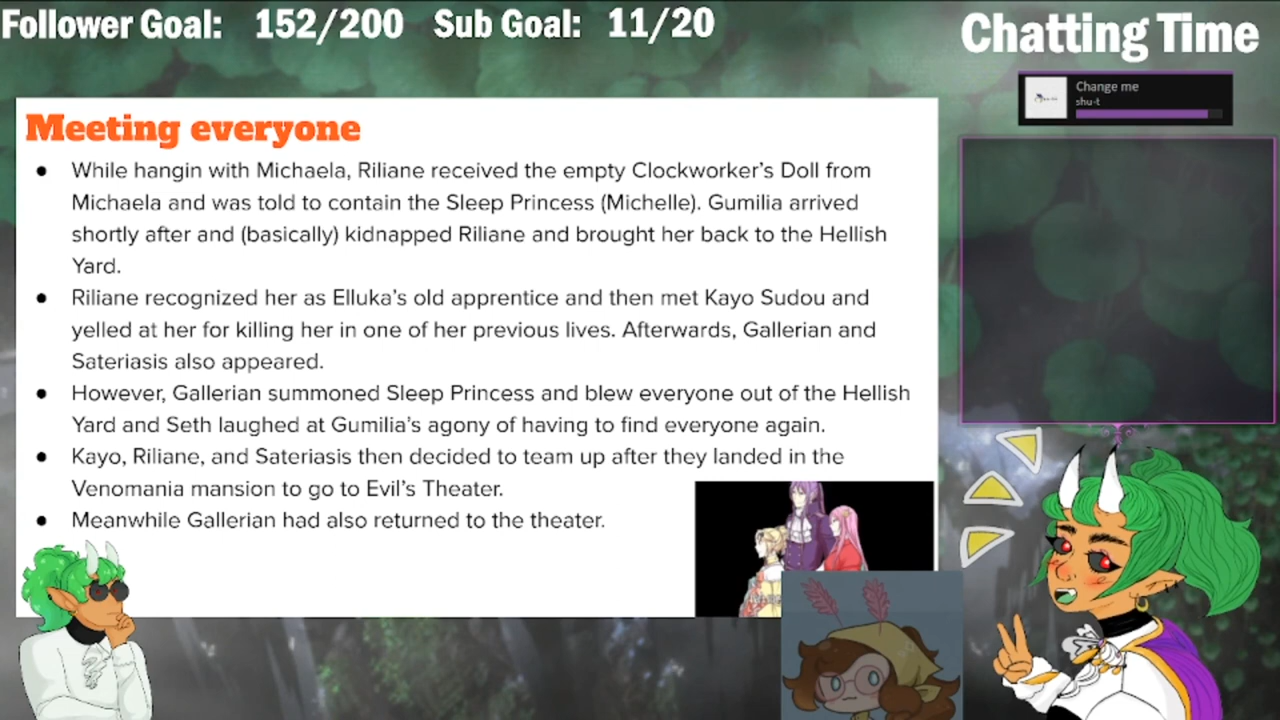 Follower Goal: 152/200 Sub Goal: 11/20
Chatting Time
Change me
shu-t
Meeting everyone
● While hangin with Michaela, Riliane received the empty Clockworker’s Doll from
Michaela and was told to contain the Sleep Princess (Michelle). Gumilia arrived
shortly after and (basically) kidnapped Riliane and brought her back to the Hellish
Yard.
● Riliane recognized her as Elluka’s old apprentice and then met Kayo Sudou and
yelled at her for killing her in one of her previous lives. Afterwards, Gallerian and
Sateriasis also appeared.
● However, Gallerian summoned Sleep Princess and blew everyone out of the Hellish
Yard and Seth laughed at Gumilia’s agony of having to find everyone again.
● Kayo, Riliane, and Sateriasis then decided to team up after they landed in the
Venomania mansion to go to Evil’s Theater.
● Meanwhile Gallerian had also returned to the theater.